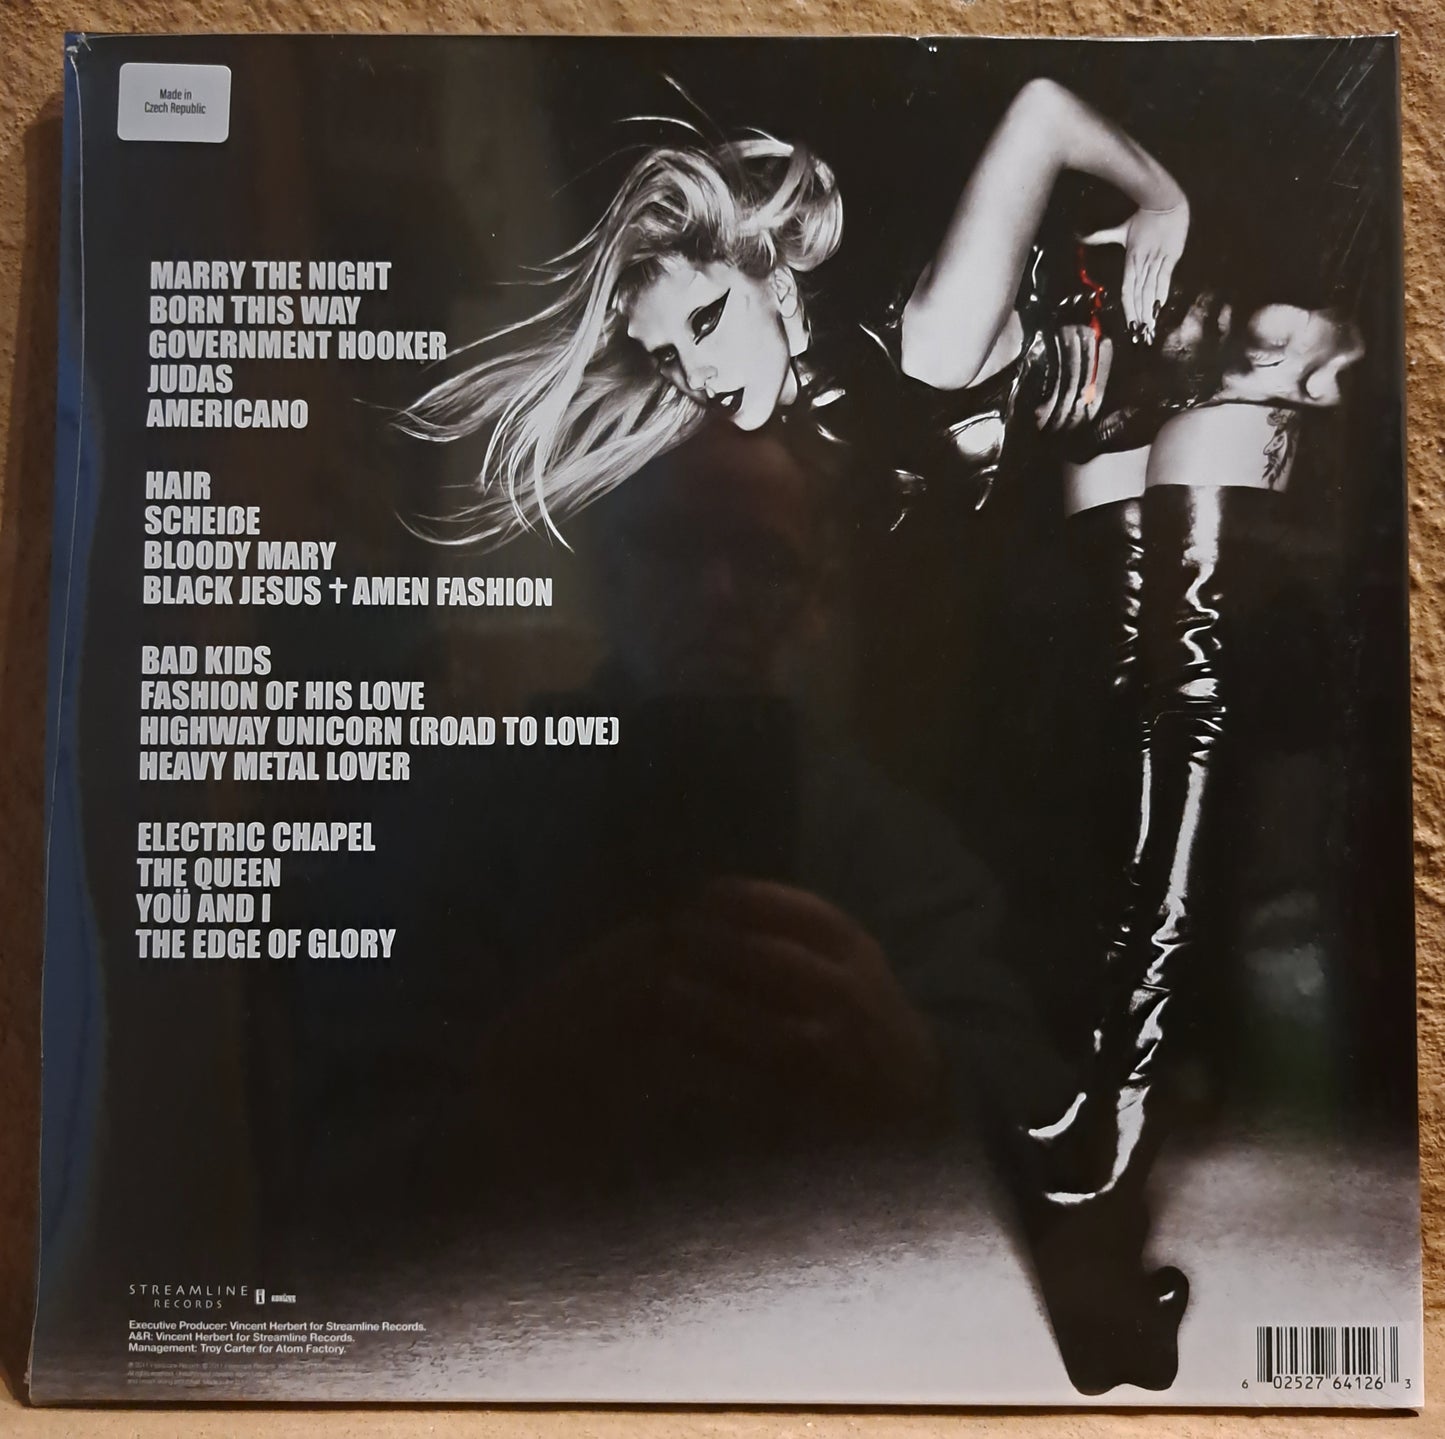 Made in
Czech Republic
MARRY THE NIGHT
BORN THIS WAY
GOVERNMENT HOOKER
JUDAS
AMERICANO
HAIR
SCHEIßE
BLOODY MARY
BLACK JESUS † AMEN FASHION
BAD KIDS
FASHION OF HIS LOVE
HIGHWAY UNICORN (ROAD TO LOVE)
HEAVY METAL LOVER
ELECTRIC CHAPEL
THE QUEEN
YOÜ AND I
THE EDGE OF GLORY
STREAMLINE
RECORDS
Executive Producer: Vincent Herbert for Streamline Records.
A&R: Vincent Herbert for Streamline Records.
Management: Troy Carter for Atom Factory.
6 02527 64126 3